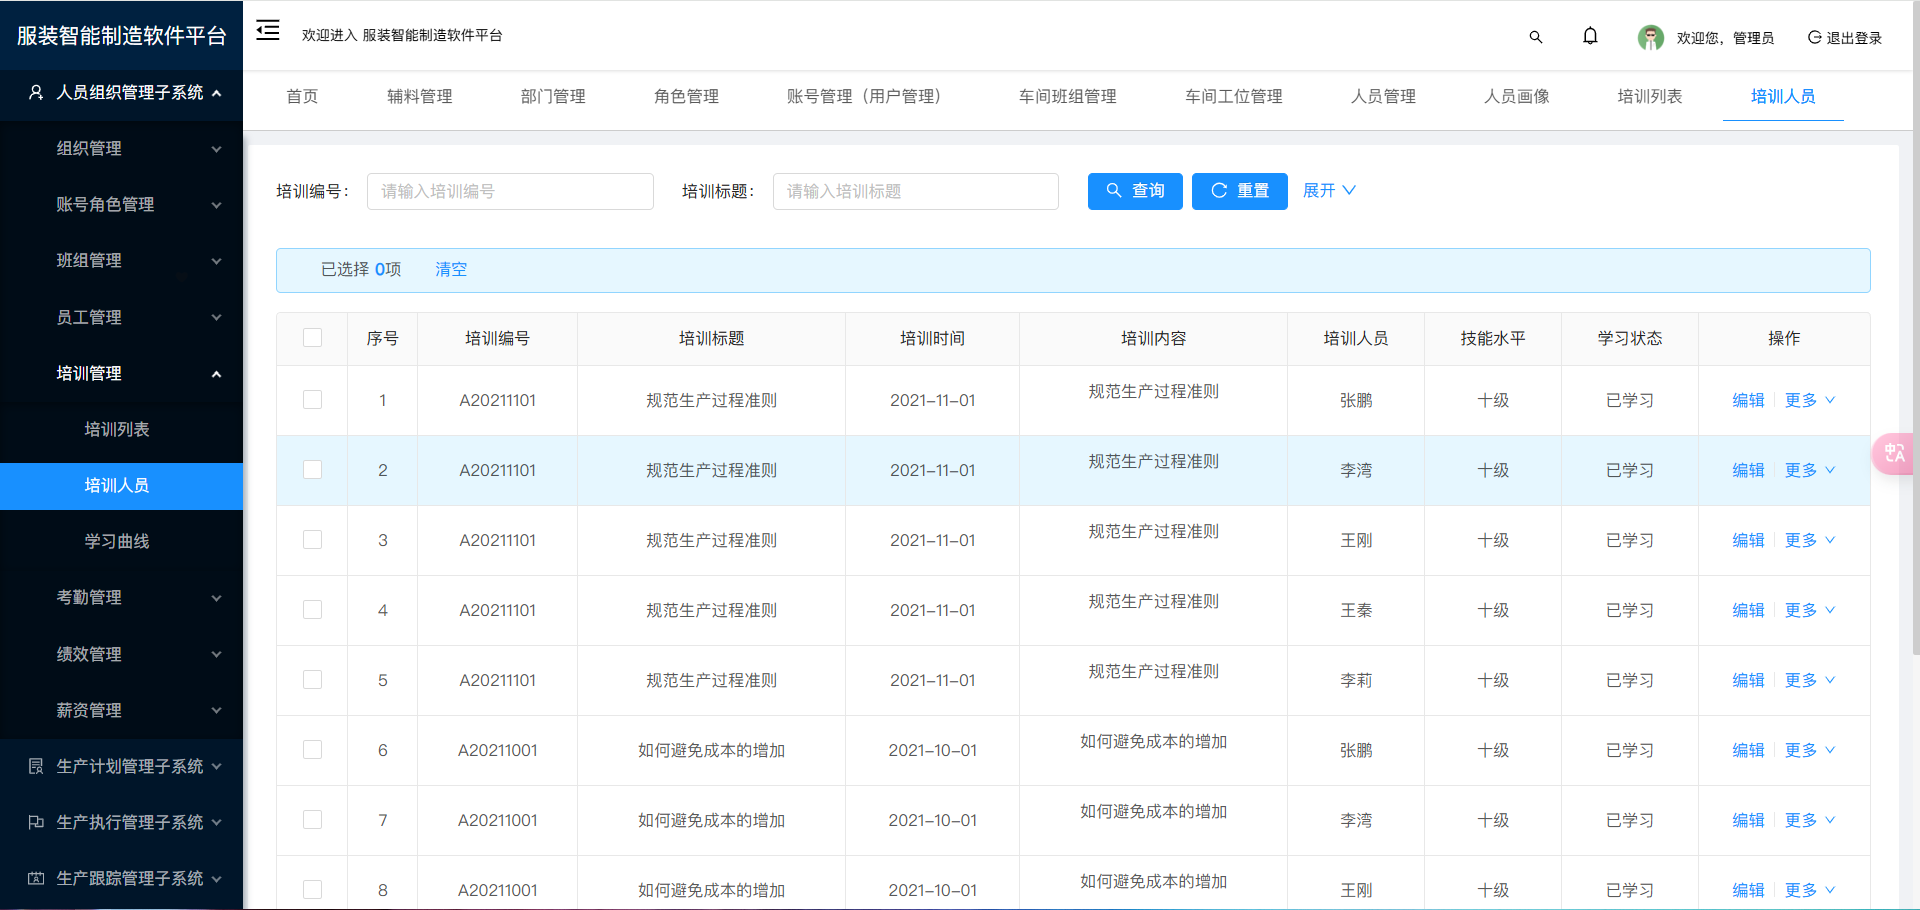 服装智能制造软件平台
欢迎进入 服装智能制造软件平台
欢迎您，管理员
退出登录
人员组织管理子系统
组织管理
账号角色管理
班组管理
员工管理
培训管理
培训列表
培训人员
学习曲线
考勤管理
绩效管理
薪资管理
生产计划管理子系统
生产执行管理子系统
生产跟踪管理子系统
首页 辅料管理 部门管理 角色管理 账号管理（用户管理） 车间班组管理 车间工位管理 人员管理 人员画像 培训列表 培训人员
培训编号： 请输入培训编号 培训标题： 请输入培训标题 查询 重置 展开
已选择 0项 清空
序号 培训编号 培训标题 培训时间 培训内容 培训人员 技能水平 学习状态 操作
1 A20211101 规范生产过程准则 2021-11-01 规范生产过程准则 张鹏 十级 已学习 编辑 更多
2 A20211101 规范生产过程准则 2021-11-01 规范生产过程准则 李湾 十级 已学习 编辑 更多
3 A20211101 规范生产过程准则 2021-11-01 规范生产过程准则 王刚 十级 已学习 编辑 更多
4 A20211101 规范生产过程准则 2021-11-01 规范生产过程准则 王秦 十级 已学习 编辑 更多
5 A20211101 规范生产过程准则 2021-11-01 规范生产过程准则 李莉 十级 已学习 编辑 更多
6 A20211001 如何避免成本的增加 2021-10-01 如何避免成本的增加 张鹏 十级 已学习 编辑 更多
7 A20211001 如何避免成本的增加 2021-10-01 如何避免成本的增加 李湾 十级 已学习 编辑 更多
8 A20211001 如何避免成本的增加 2021-10-01 如何避免成本的增加 王刚 十级 已学习 编辑 更多
中A